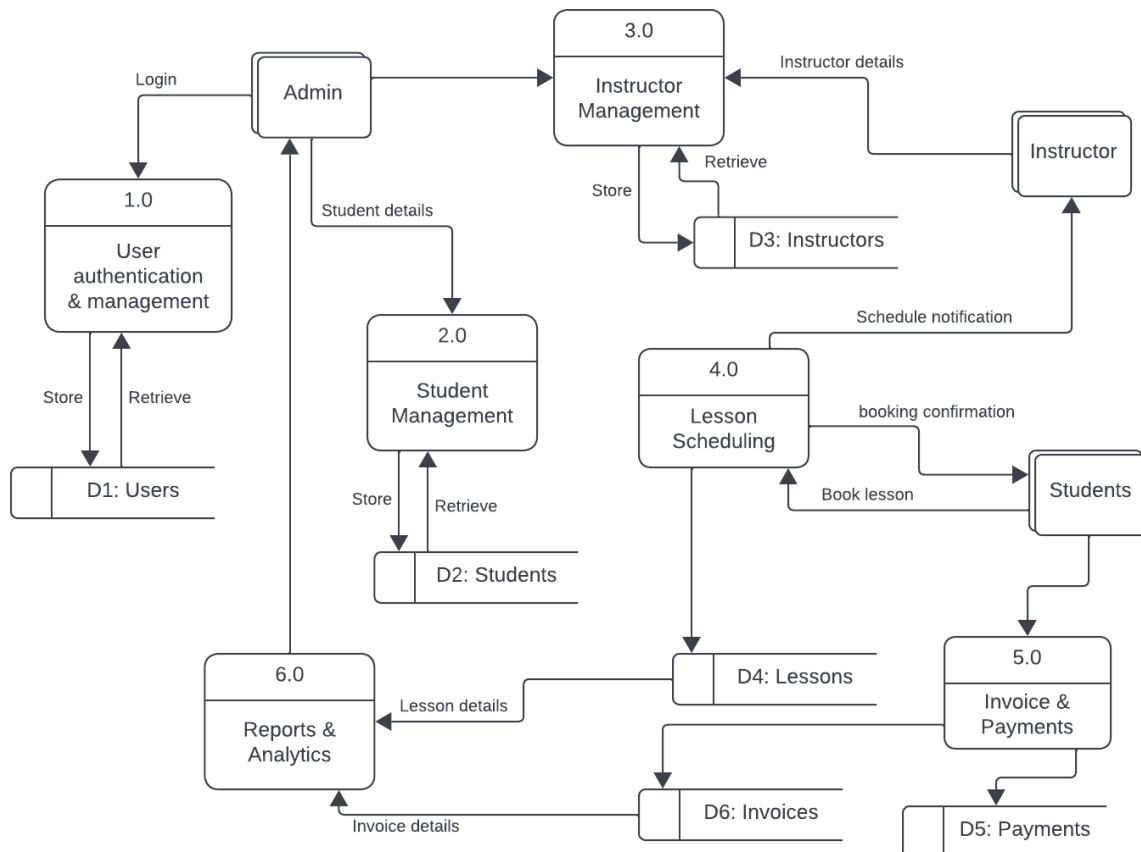 3.0
Instructor
Management
Instructor details
Login
Admin
Instructor
Retrieve
1.0
Store
Student details
User
authentication
& management
D3: Instructors
Schedule notification
2.0
4.0
Student
Management
Store
Retrieve
Lesson
Scheduling
booking confirmation
D1: Users
Book lesson
Students
Store
Retrieve
D2: Students
6.0
5.0
D4: Lessons
Lesson details
Invoice &
Payments
Reports &
Analytics
D6: Invoices
Invoice details
D5: Payments